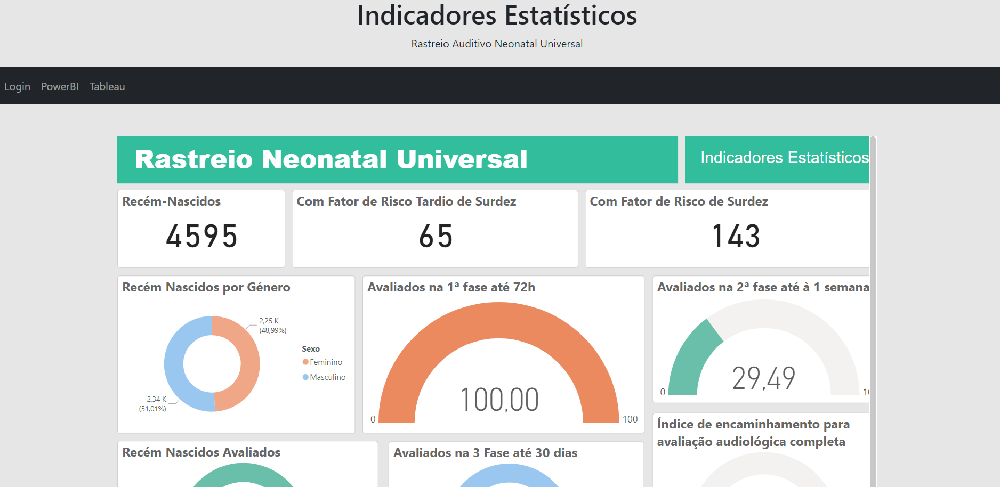 Indicadores Estatísticos
Rastreio Auditivo Neonatal Universal
Login PowerBI Tableau
Rastreio Neonatal Universal
Indicadores Estatísticos
Recém-Nascidos
4595
Com Fator de Risco Tardio de Surdez
65
Com Fator de Risco de Surdez
143
Recém Nascidos por Género
2,25 K
(48,99%)
Sexo
Feminino
Masculino
2,34 K
(51,01%)
Avaliados na 1ª fase até 72h
100,00
0
100
Avaliados na 2ª fase até à 1 semana
29,49
0
Índice de encaminhamento para
avaliação audiológica completa
Recém Nascidos Avaliados
Avaliados na 3 Fase até 30 dias